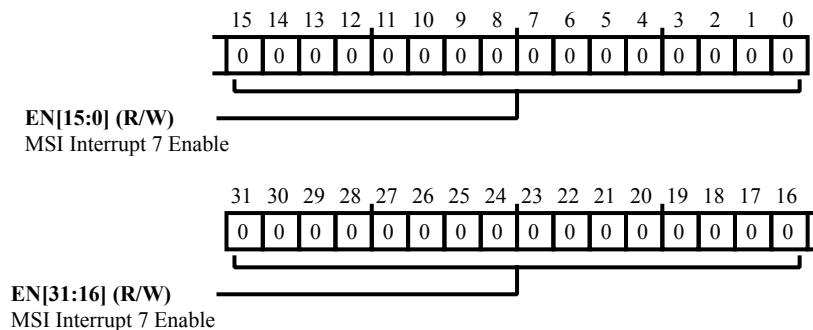 15 14 13 12 11 10 9 8 7 6 5 4 3 2 1 0
0 0 0 0 0 0 0 0 0 0 0 0 0 0 0 0
EN[15:0] (R/W)
MSI Interrupt 7 Enable
31 30 29 28 27 26 25 24 23 22 21 20 19 18 17 16
0 0 0 0 0 0 0 0 0 0 0 0 0 0 0 0
EN[31:16] (R/W)
MSI Interrupt 7 Enable